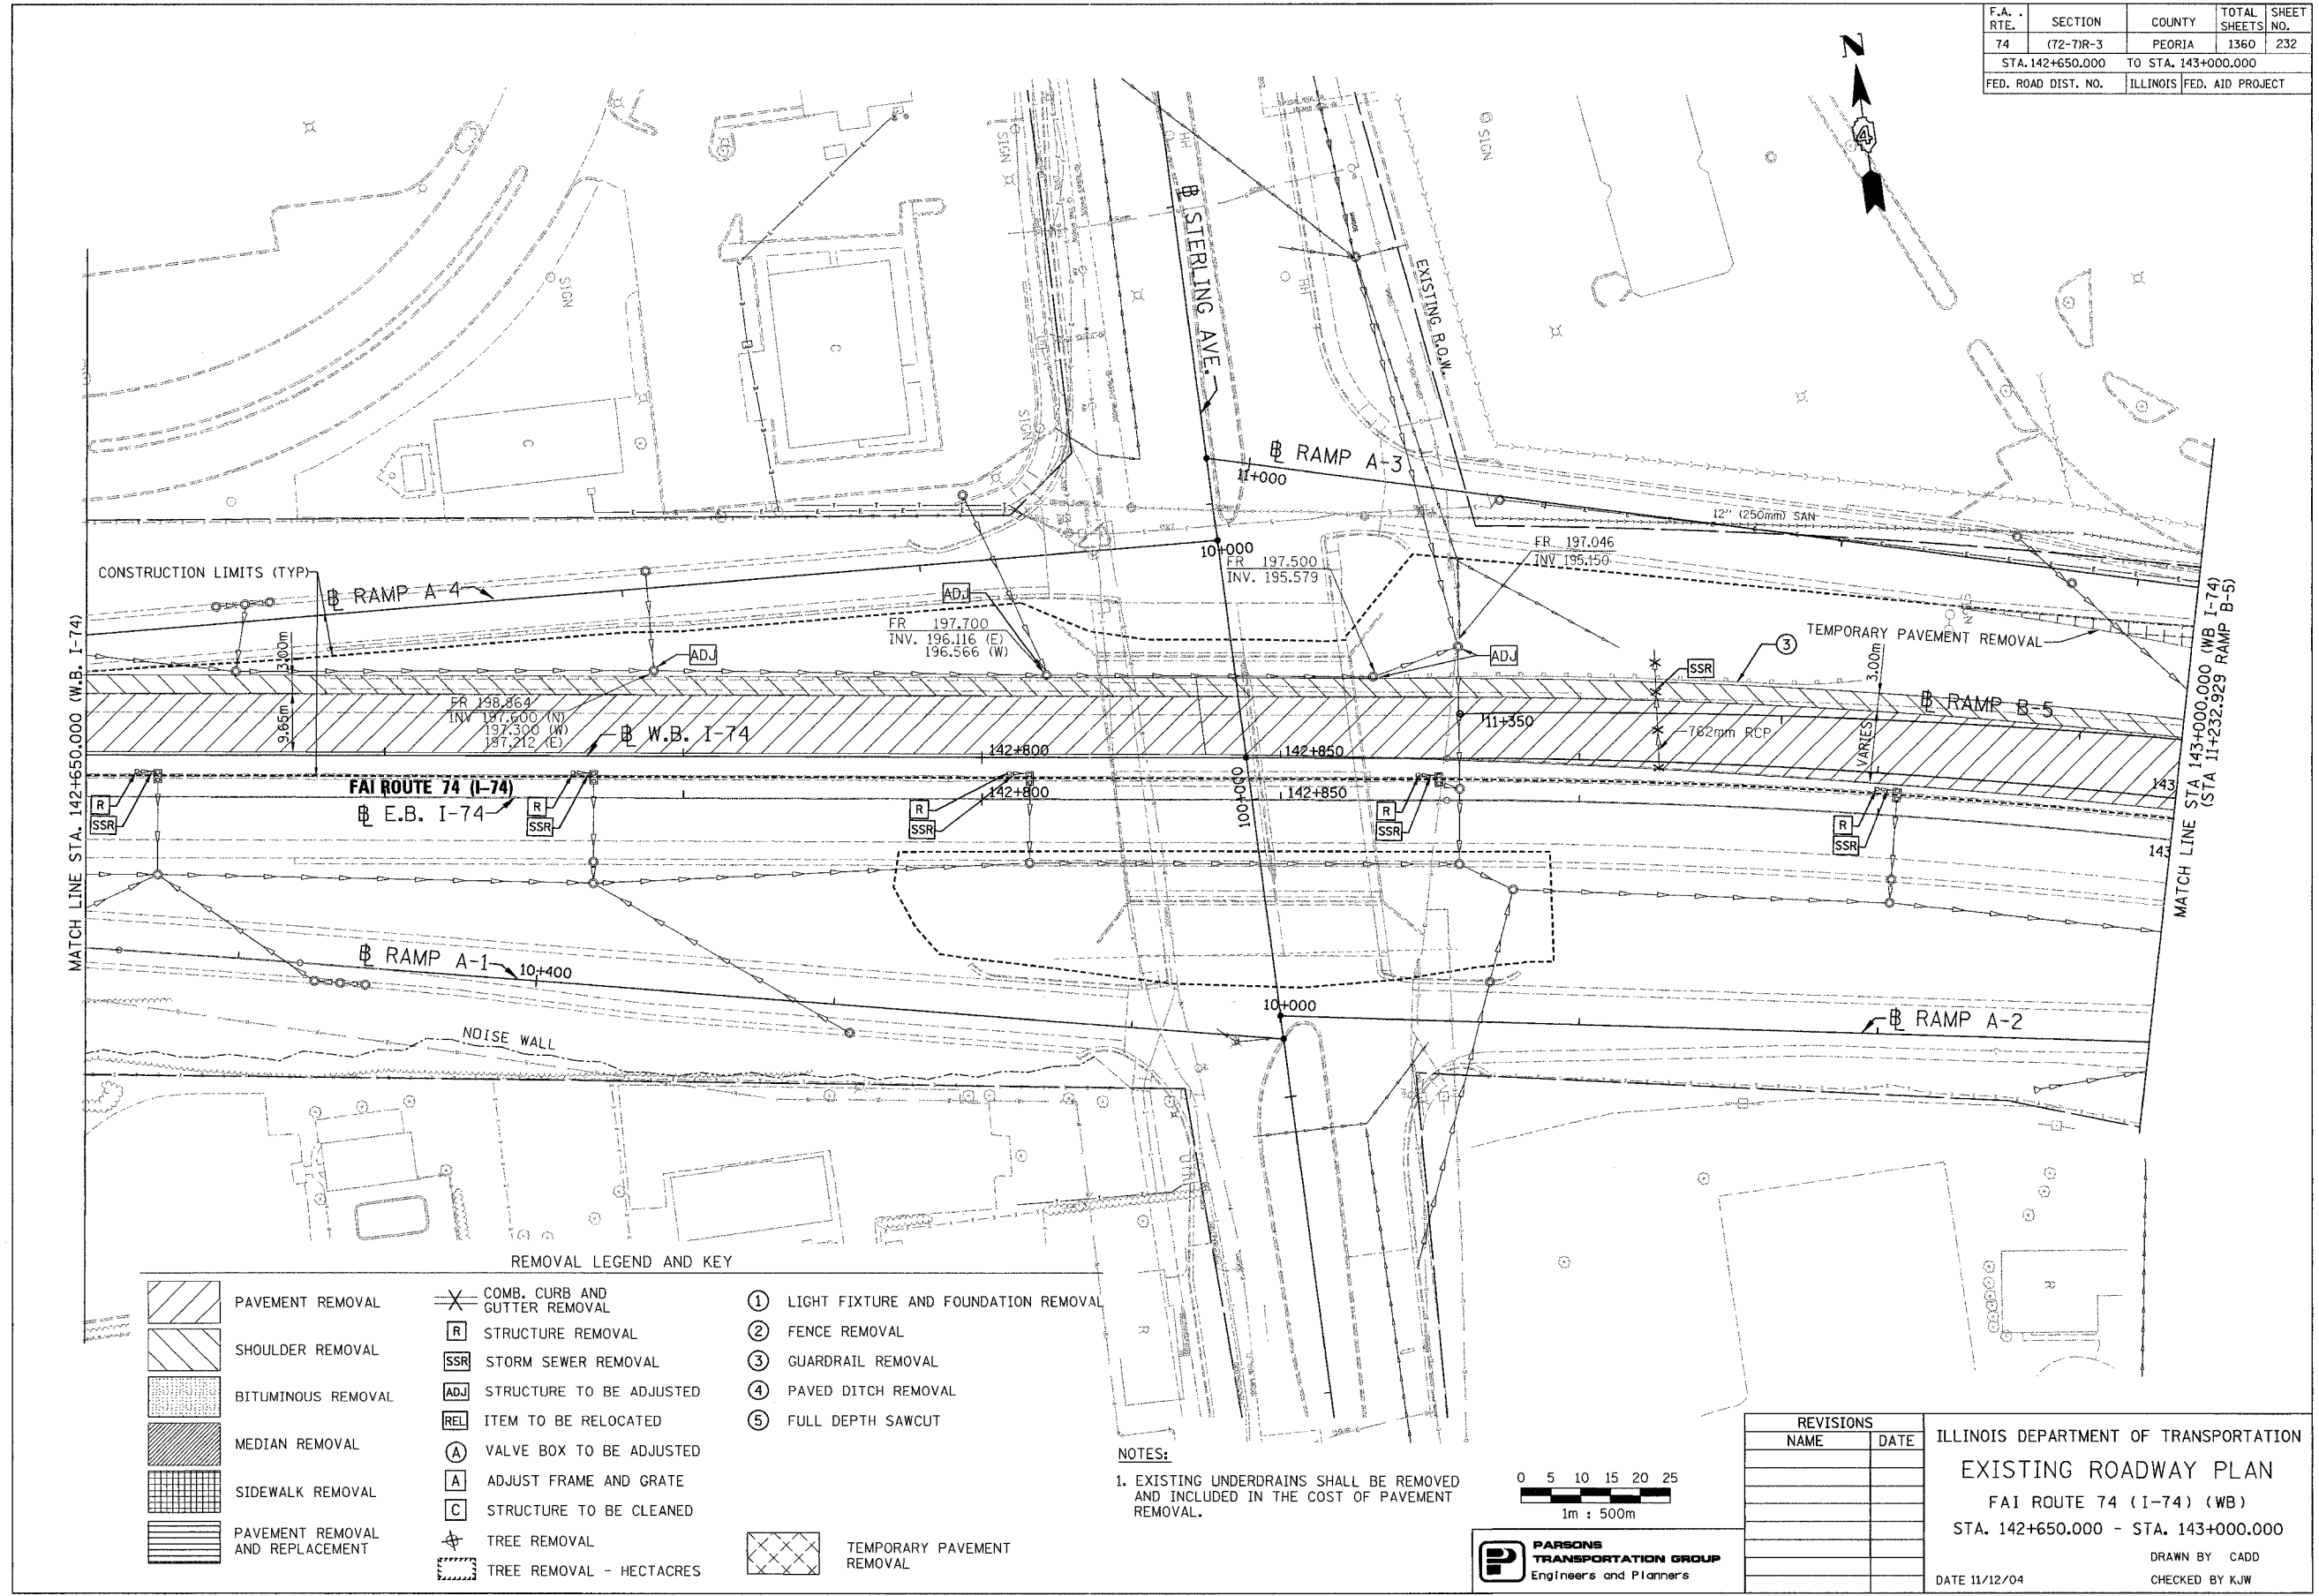 F.A. RTE. SECTION COUNTY TOTAL SHEETS SHEET NO.
74 (72-7)R-3 PEORIA 1360 232
STA. 142+650.000 TO STA. 143+000.000
FED. ROAD DIST. NO. ILLINOIS FED. AID PROJECT
N
4
SIGN
SIGN
SIGN
SIGN
HH
HH
C
C
STERLING AVE.
EXISTING R.O.W.
RAMP A-3
11+000
12" (250mm) SAN
10+000
FR 197.500
INV. 195.579
FR 197.046
INV 195.150
CONSTRUCTION LIMITS (TYP)
RAMP A-4
ADJ
FR 197.700
INV. 196.116 (E)
196.566 (W)
ADJ
ADJ
SSR
3
TEMPORARY PAVEMENT REMOVAL
SIGN
3.00m
3.00m
9.65m
FR 198.864
INV 197.600 (N)
197.300 (W)
197.212 (E)
W.B. I-74
142+800
142+850
11+350
762mm RCP
VARIES
RAMP B-5
143
FAI ROUTE 74 (I-74)
E.B. I-74
142+800
142+850
100+000
143
R
SSR
R
SSR
R
SSR
R
SSR
R
SSR
MATCH LINE STA. 142+650.000 (W.B. I-74)
MATCH LINE STA 143+000.000 (WB I-74)
(STA 11+232.929 RAMP B-5)
RAMP A-1
10+400
10+000
RAMP A-2
NOISE WALL
R
R
REMOVAL LEGEND AND KEY
PAVEMENT REMOVAL
SHOULDER REMOVAL
BITUMINOUS REMOVAL
MEDIAN REMOVAL
SIDEWALK REMOVAL
PAVEMENT REMOVAL
AND REPLACEMENT
COMB. CURB AND
GUTTER REMOVAL
R STRUCTURE REMOVAL
SSR STORM SEWER REMOVAL
ADJ STRUCTURE TO BE ADJUSTED
REL ITEM TO BE RELOCATED
A VALVE BOX TO BE ADJUSTED
A ADJUST FRAME AND GRATE
C STRUCTURE TO BE CLEANED
TREE REMOVAL
TREE REMOVAL - HECTACRES
1 LIGHT FIXTURE AND FOUNDATION REMOVAL
2 FENCE REMOVAL
3 GUARDRAIL REMOVAL
4 PAVED DITCH REMOVAL
5 FULL DEPTH SAWCUT
TEMPORARY PAVEMENT
REMOVAL
NOTES:
1. EXISTING UNDERDRAINS SHALL BE REMOVED
AND INCLUDED IN THE COST OF PAVEMENT
REMOVAL.
0 5 10 15 20 25
1m : 500m
PARSONS
TRANSPORTATION GROUP
Engineers and Planners
REVISIONS
NAME DATE
ILLINOIS DEPARTMENT OF TRANSPORTATION
EXISTING ROADWAY PLAN
FAI ROUTE 74 (I-74) (WB)
STA. 142+650.000 - STA. 143+000.000
DRAWN BY CADD
DATE 11/12/04 CHECKED BY KJW